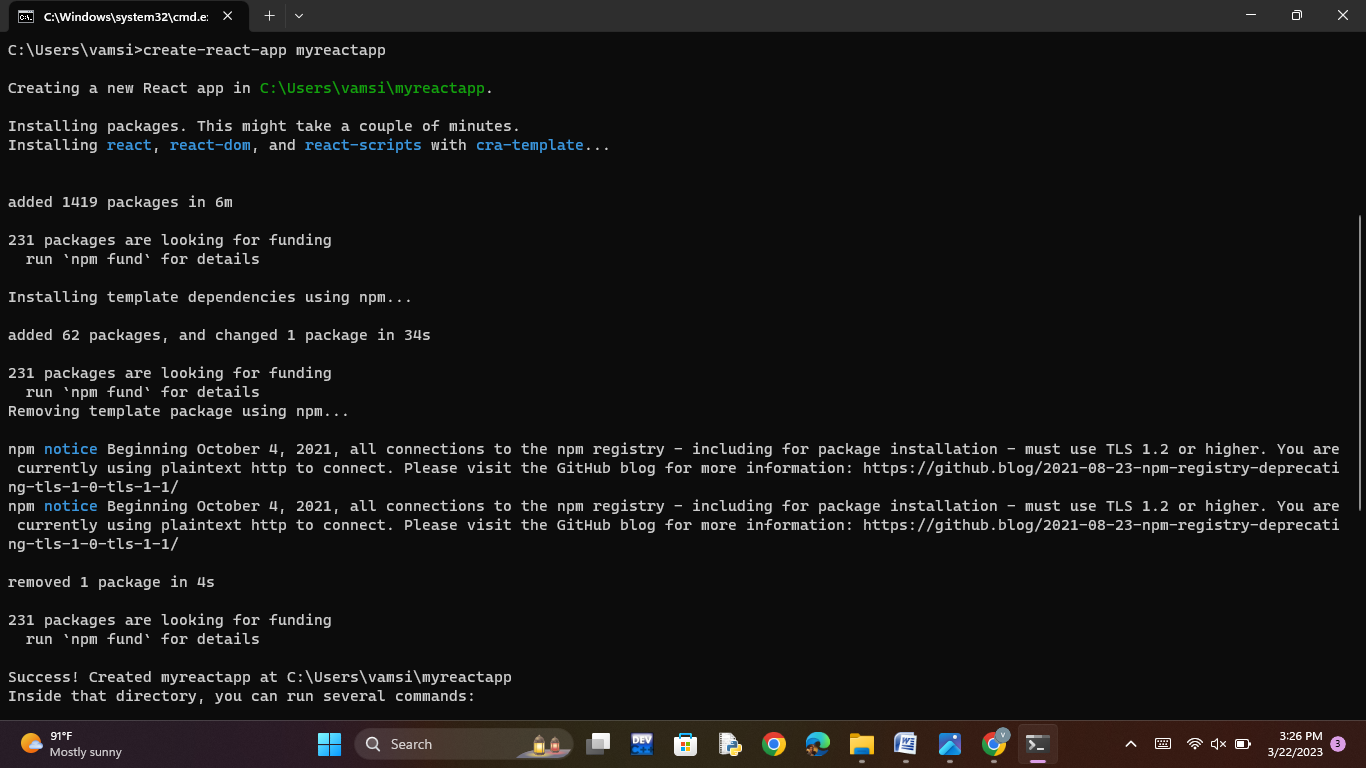 C:\Windows\system32\cmd.e:
C:\Users\vamsi>create-react-app myreactapp
Creating a new React app in C:\Users\vamsi\myreactapp.
Installing packages. This might take a couple of minutes.
Installing react, react-dom, and react-scripts with cra-template...
added 1419 packages in 6m
231 packages are looking for funding
  run `npm fund` for details
Installing template dependencies using npm...
added 62 packages, and changed 1 package in 34s
231 packages are looking for funding
  run `npm fund` for details
Removing template package using npm...
npm notice Beginning October 4, 2021, all connections to the npm registry - including for package installation - must use TLS 1.2 or higher. You are
 currently using plaintext http to connect. Please visit the GitHub blog for more information: https://github.blog/2021-08-23-npm-registry-deprecati
ng-tls-1-0-tls-1-1/
npm notice Beginning October 4, 2021, all connections to the npm registry - including for package installation - must use TLS 1.2 or higher. You are
 currently using plaintext http to connect. Please visit the GitHub blog for more information: https://github.blog/2021-08-23-npm-registry-deprecati
ng-tls-1-0-tls-1-1/
removed 1 package in 4s
231 packages are looking for funding
  run `npm fund` for details
Success! Created myreactapp at C:\Users\vamsi\myreactapp
Inside that directory, you can run several commands:
91°F
Mostly sunny
Search
DEV
V
3:26 PM
3/22/2023
3